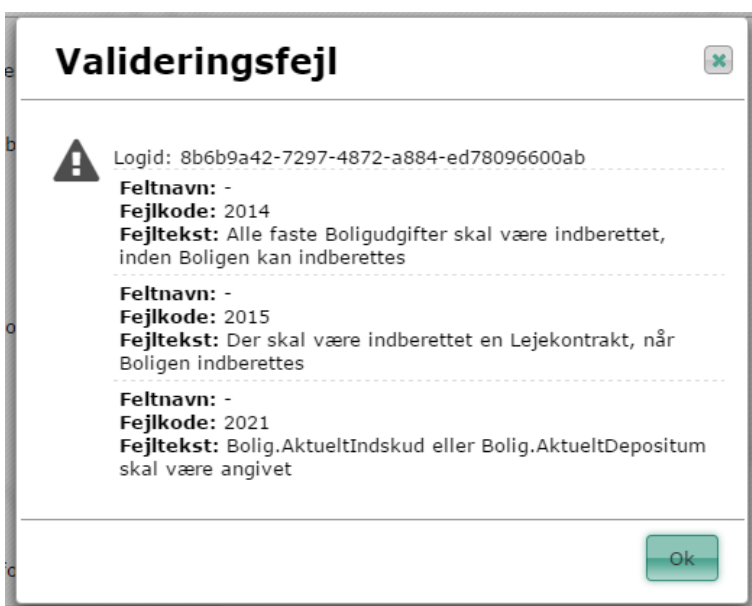 Valideringsfejl
Logid: 8b6b9a42-7297-4872-a884-ed78096600ab
Feltnavn: -
Fejlkode: 2014
Fejltekst: Alle faste Boligudgifter skal være indberettet,
inden Boligen kan indberettes
Feltnavn: -
Fejlkode: 2015
Fejltekst: Der skal være indberettet en Lejekontrakt, når
Boligen indberettes
Feltnavn: -
Fejlkode: 2021
Fejltekst: Bolig.AktueltIndskud eller Bolig.AktueltDepositum
skal være angivet
Ok